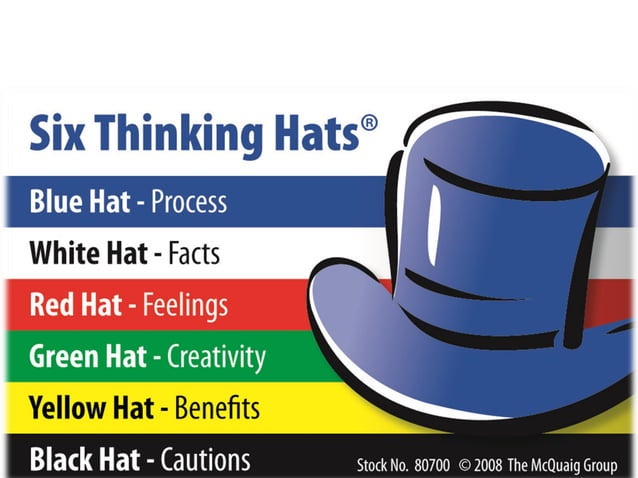 Six Thinking Hats®
Blue Hat - Process
White Hat - Facts
Red Hat - Feelings
Green Hat - Creativity
Yellow Hat - Benefits
Black Hat - Cautions
Stock No. 80700 © 2008 The McQuaig Group